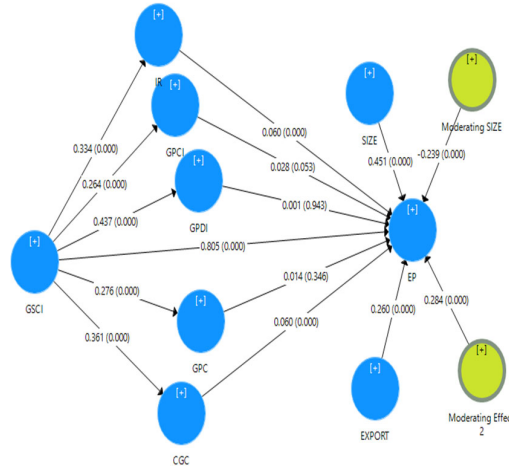 [+]
IR
[+]
GPCI
[+]
GPDI
[+]
GSCI
[+]
GPC
[+]
CGC
[+]
SIZE
[+]
Moderating SIZE
[+]
EP
[+]
EXPORT
[+]
Moderating Effec
2
0.334 (0.000)
0.264 (0.000)
0.437 (0.000)
0.805 (0.000)
0.276 (0.000)
0.361 (0.000)
0.060 (0.000)
0.028 (0.053)
0.001 (0.943)
0.014 (0.346)
0.060 (0.000)
0.451 (0.000)
-0.239 (0.000)
0.260 (0.000)
0.284 (0.000)